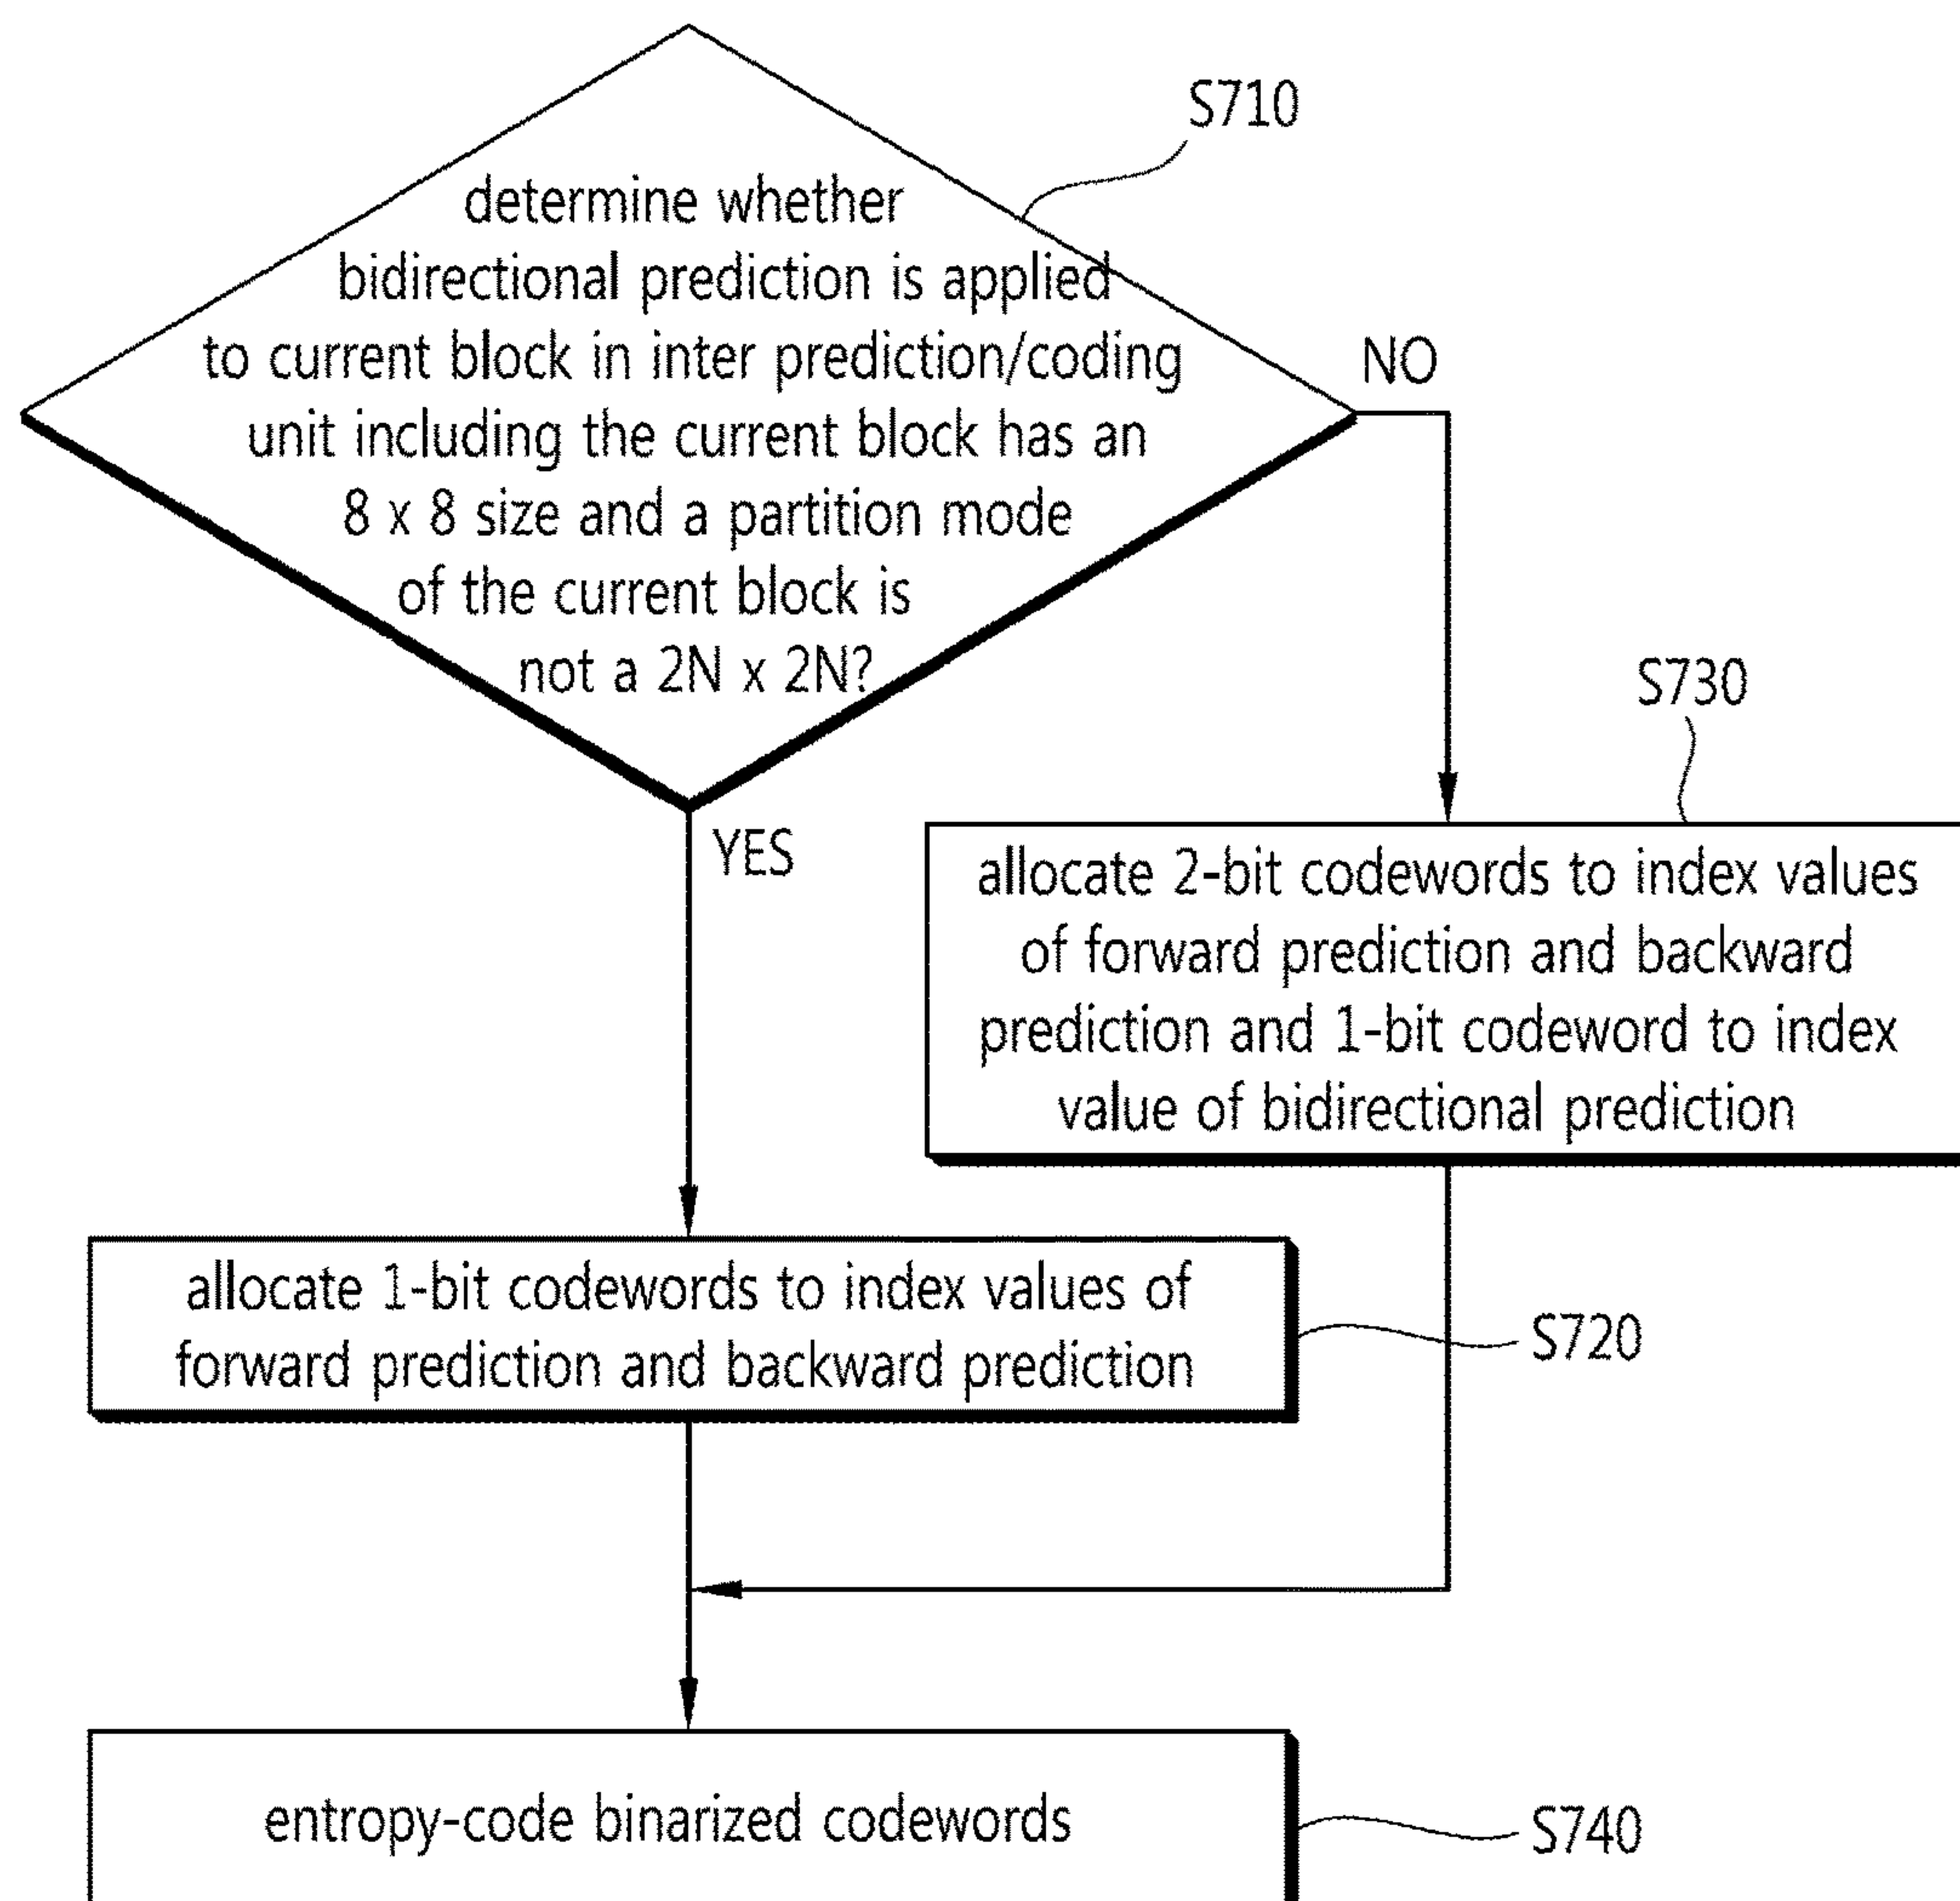 S710
determine whether
bidirectional prediction is applied
to current block in inter prediction/coding
unit including the current block has an
8 x 8 size and a partition mode
of the current block is
not a 2N x 2N?
NO
YES
S730
allocate 2-bit codewords to index values
of forward prediction and backward
prediction and 1-bit codeword to index
value of bidirectional prediction
allocate 1-bit codewords to index values of
forward prediction and backward prediction
S720
entropy-code binarized codewords
S740